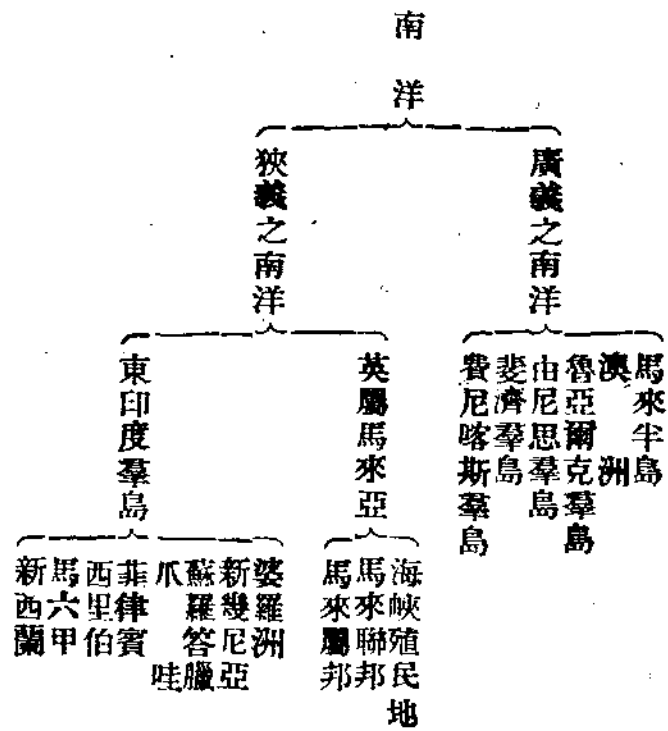 南洋
廣義之南洋
馬來半島
澳洲
魯亞爾克羣島
由尼思羣島
斐濟羣島
費尼喀斯羣島
狹義之南洋
英屬馬來亞
海峽殖民地
馬來聯邦
馬來屬邦
東印度羣島
婆羅洲
新幾尼亞
蘇羅答臘
爪哇
菲律賓
西里伯
馬六甲
新西蘭